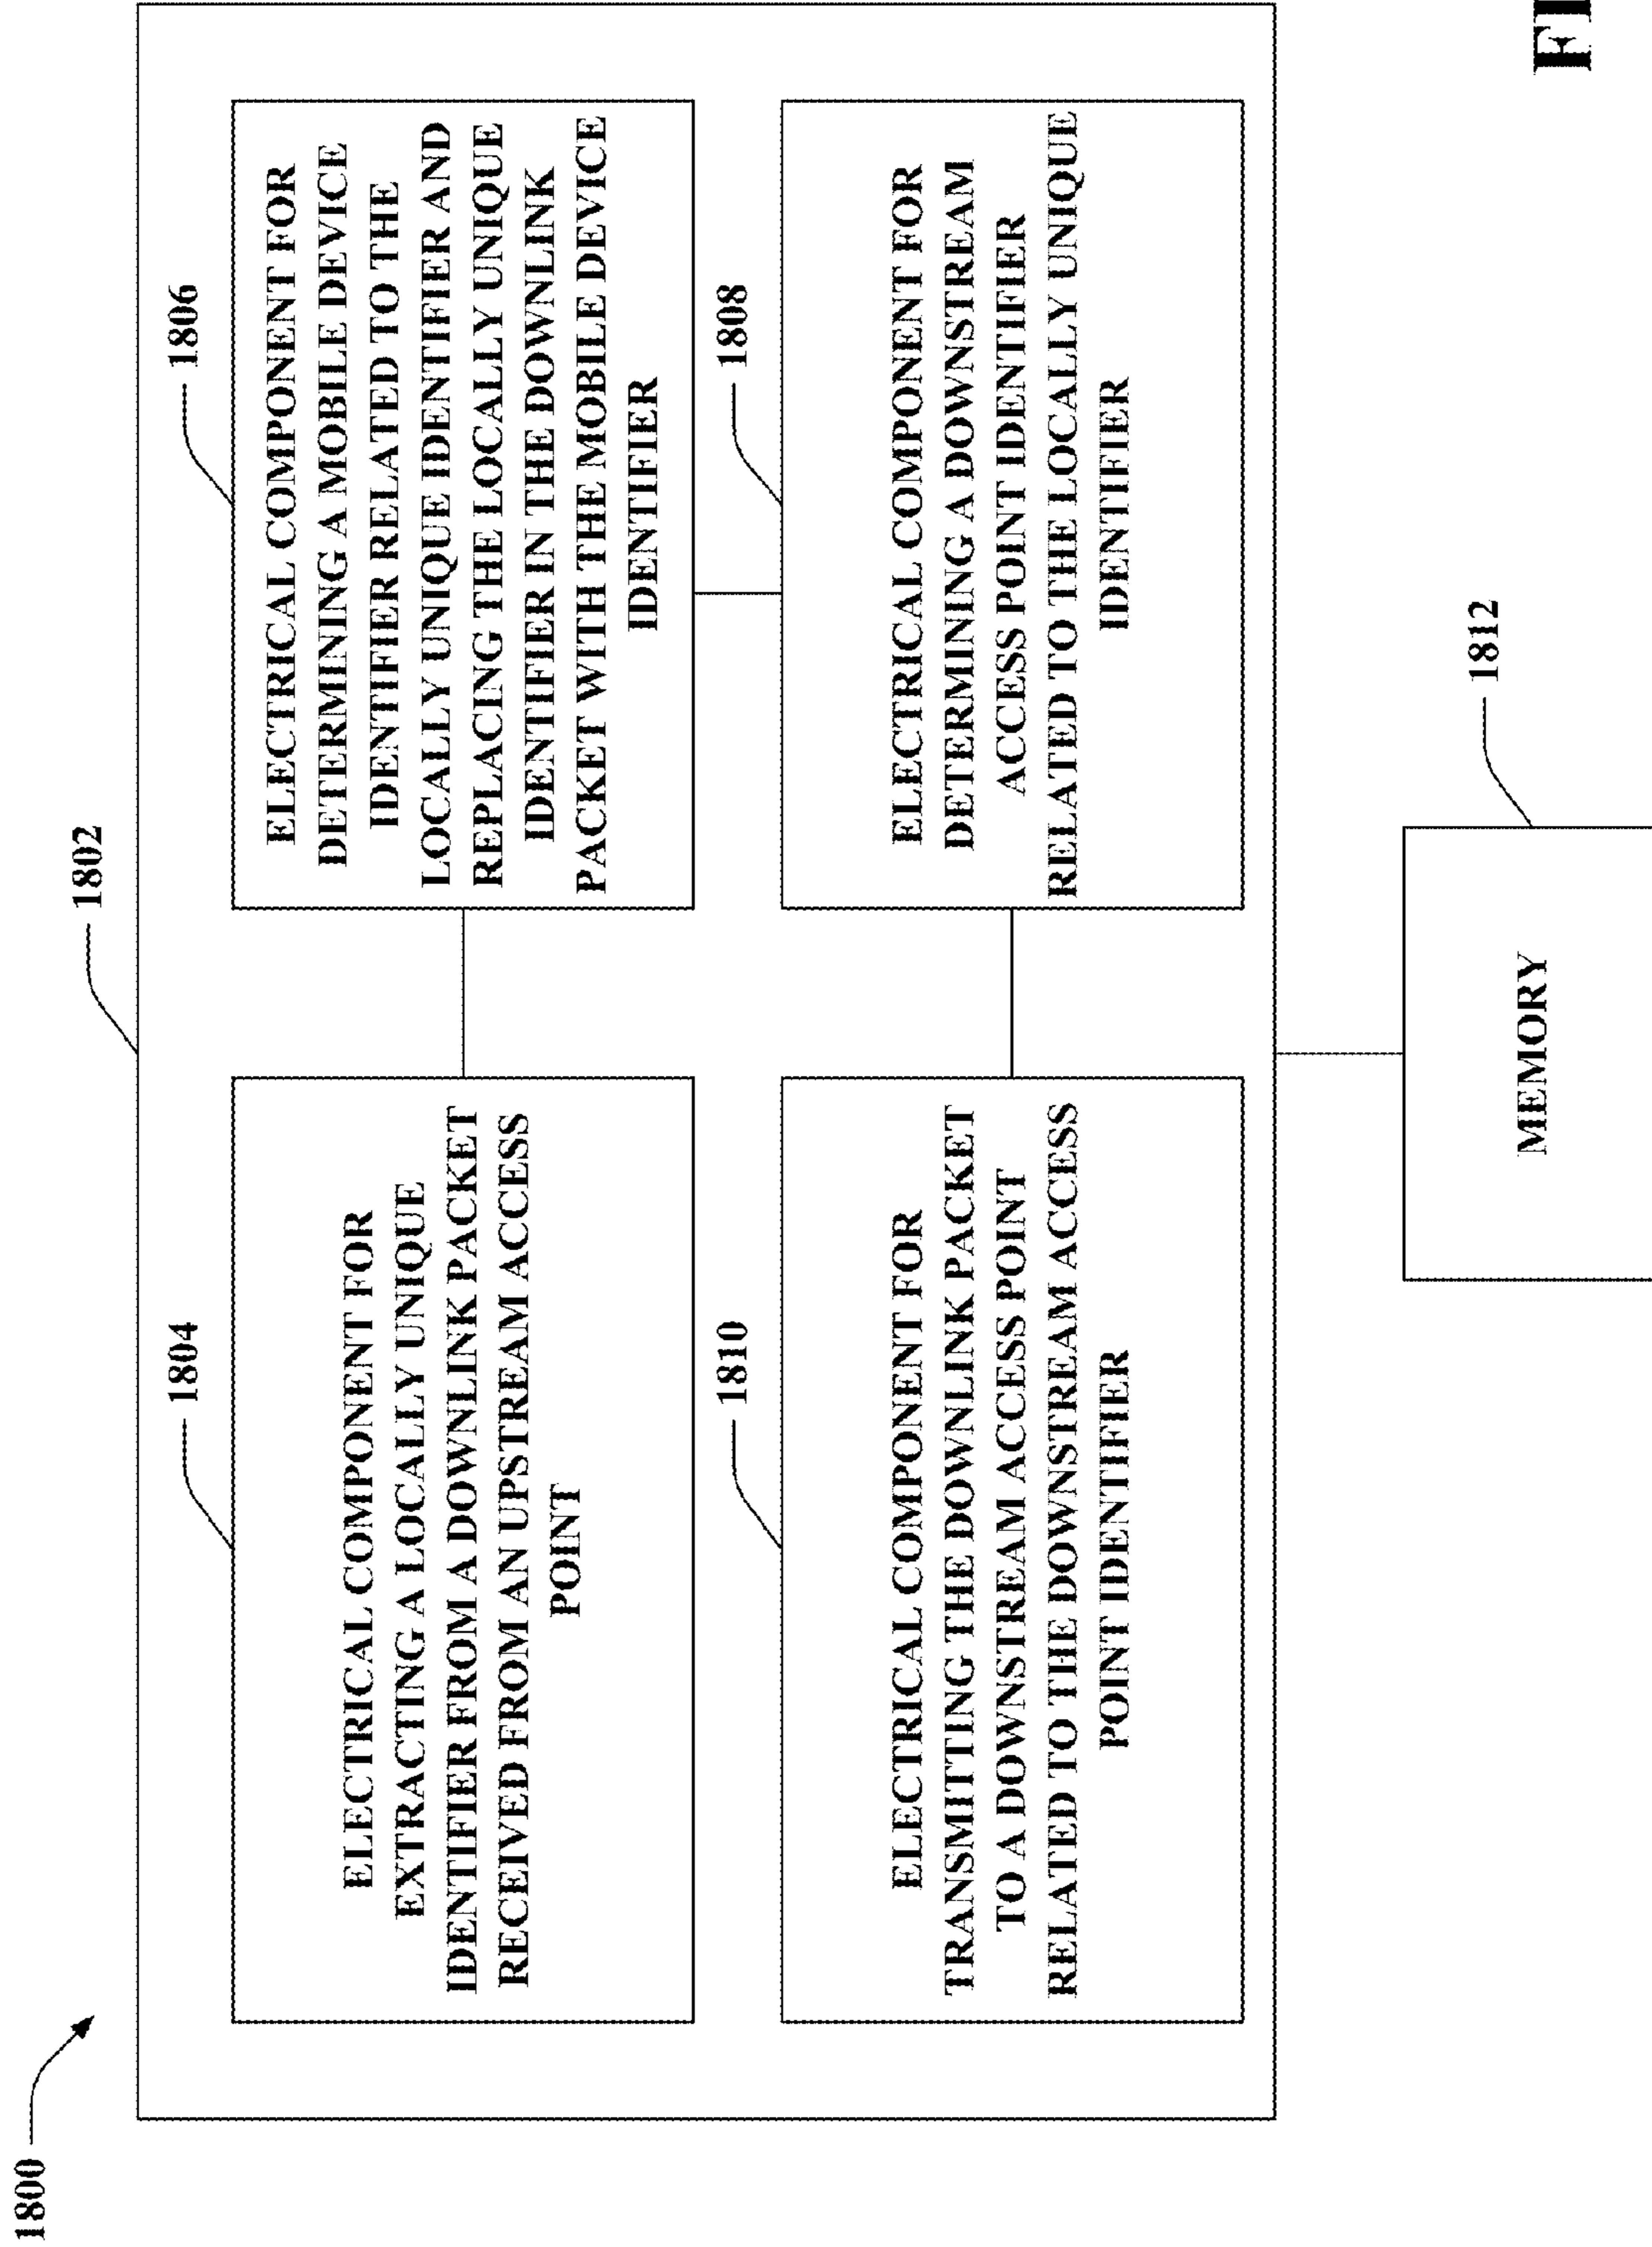 1800
1802
1804
ELECTRICAL COMPONENT FOR
EXTRACTING A LOCALLY UNIQUE
IDENTIFIER FROM A DOWNLINK PACKET
RECEIVED FROM AN UPSTREAM ACCESS
POINT
1806
ELECTRICAL COMPONENT FOR
DETERMINING A MOBILE DEVICE
IDENTIFIER RELATED TO THE
LOCALLY UNIQUE IDENTIFIER AND
REPLACING THE LOCALLY UNIQUE
IDENTIFIER IN THE DOWNLINK
PACKET WITH THE MOBILE DEVICE
IDENTIFIER
1810
ELECTRICAL COMPONENT FOR
TRANSMITTING THE DOWNLINK PACKET
TO A DOWNSTREAM ACCESS POINT
RELATED TO THE DOWNSTREAM ACCESS
POINT IDENTIFIER
1808
ELECTRICAL COMPONENT FOR
DETERMINING A DOWNSTREAM
ACCESS POINT IDENTIFIER
RELATED TO THE LOCALLY UNIQUE
IDENTIFIER
1812
MEMORY